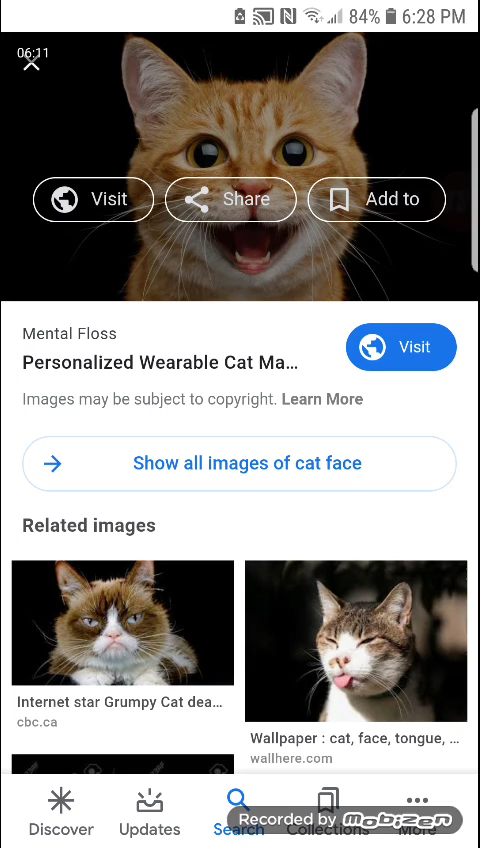 84% 6:28 PM
06:11
Visit Share Add to
Mental Floss
Personalized Wearable Cat Ma...
Visit
Images may be subject to copyright. Learn More
Show all images of cat face
Related images
Internet star Grumpy Cat dea...
cbc.ca
Wallpaper : cat, face, tongue, ...
wallhere.com
Discover Updates Search Collections More
Recorded by MOBIZEN